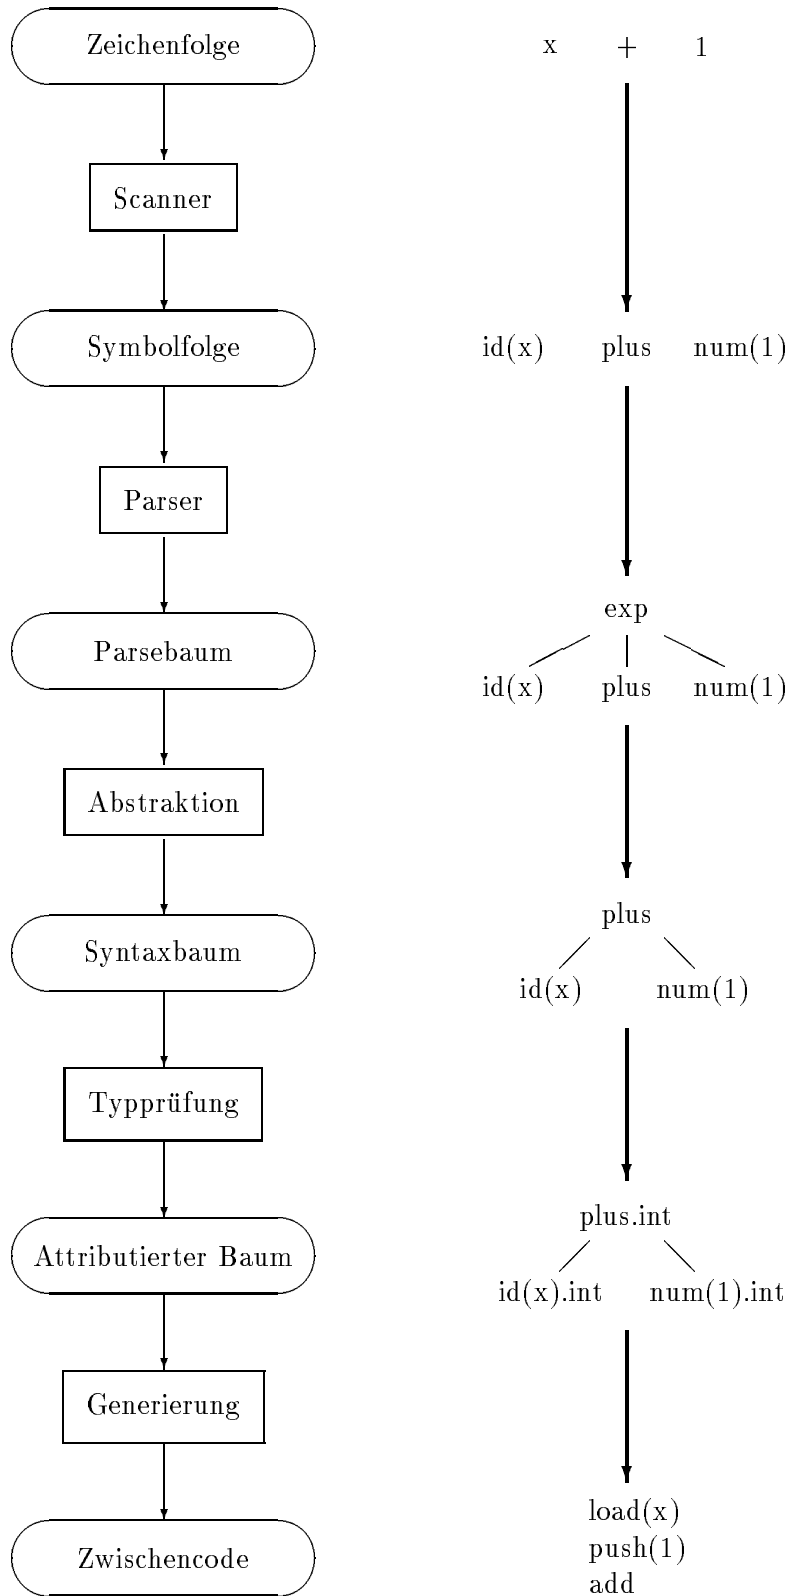 Zeichenfolge
x + 1
Scanner
Symbolfolge
id(x) plus num(1)
Parser
exp
Parsebaum
id(x) plus num(1)
Abstraktion
plus
Syntaxbaum
id(x) num(1)
Typprüfung
plus.int
Attributierter Baum
id(x).int num(1).int
Generierung
load(x)
push(1)
Zwischencode
add